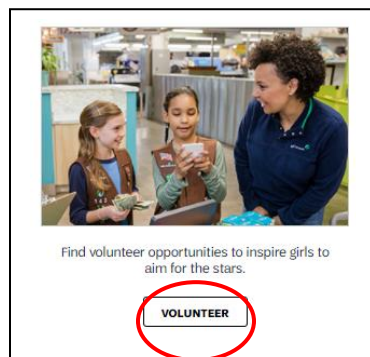 Find volunteer opportunities to inspire girls to
aim for the stars.
VOLUNTEER